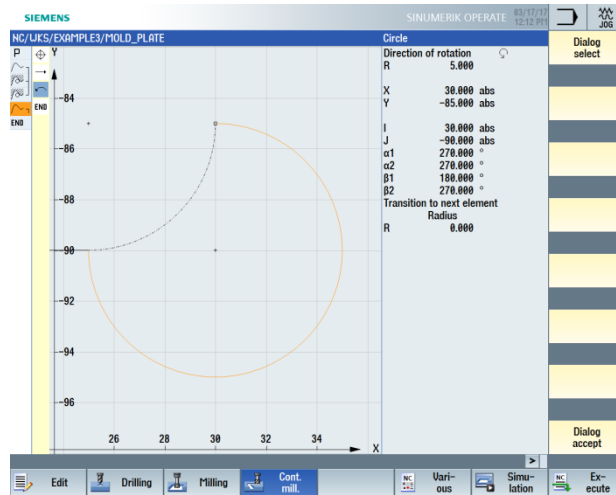 SIEMENS
SINUMERIK OPERATE
03/17/17
12:12 PM
JOG
NC/WKS/EXAMPLE3/MOLD_PLATE
Circle
Dialog
select
P
END
END
Y
-84
-86
-88
-90
-92
-94
-96
26
28
30
32
34
X
Direction of rotation
R 5.000
X 30.000 abs
Y -85.000 abs
I 30.000 abs
J -90.000 abs
α1 270.000 °
α2 270.000 °
β1 180.000 °
β2 270.000 °
Transition to next element
Radius
R 0.000
Dialog
accept
>
Edit
Drilling
Milling
Cont.
mill.
NC
Vari-
ous
Simu-
lation
NC
Ex-
ecute